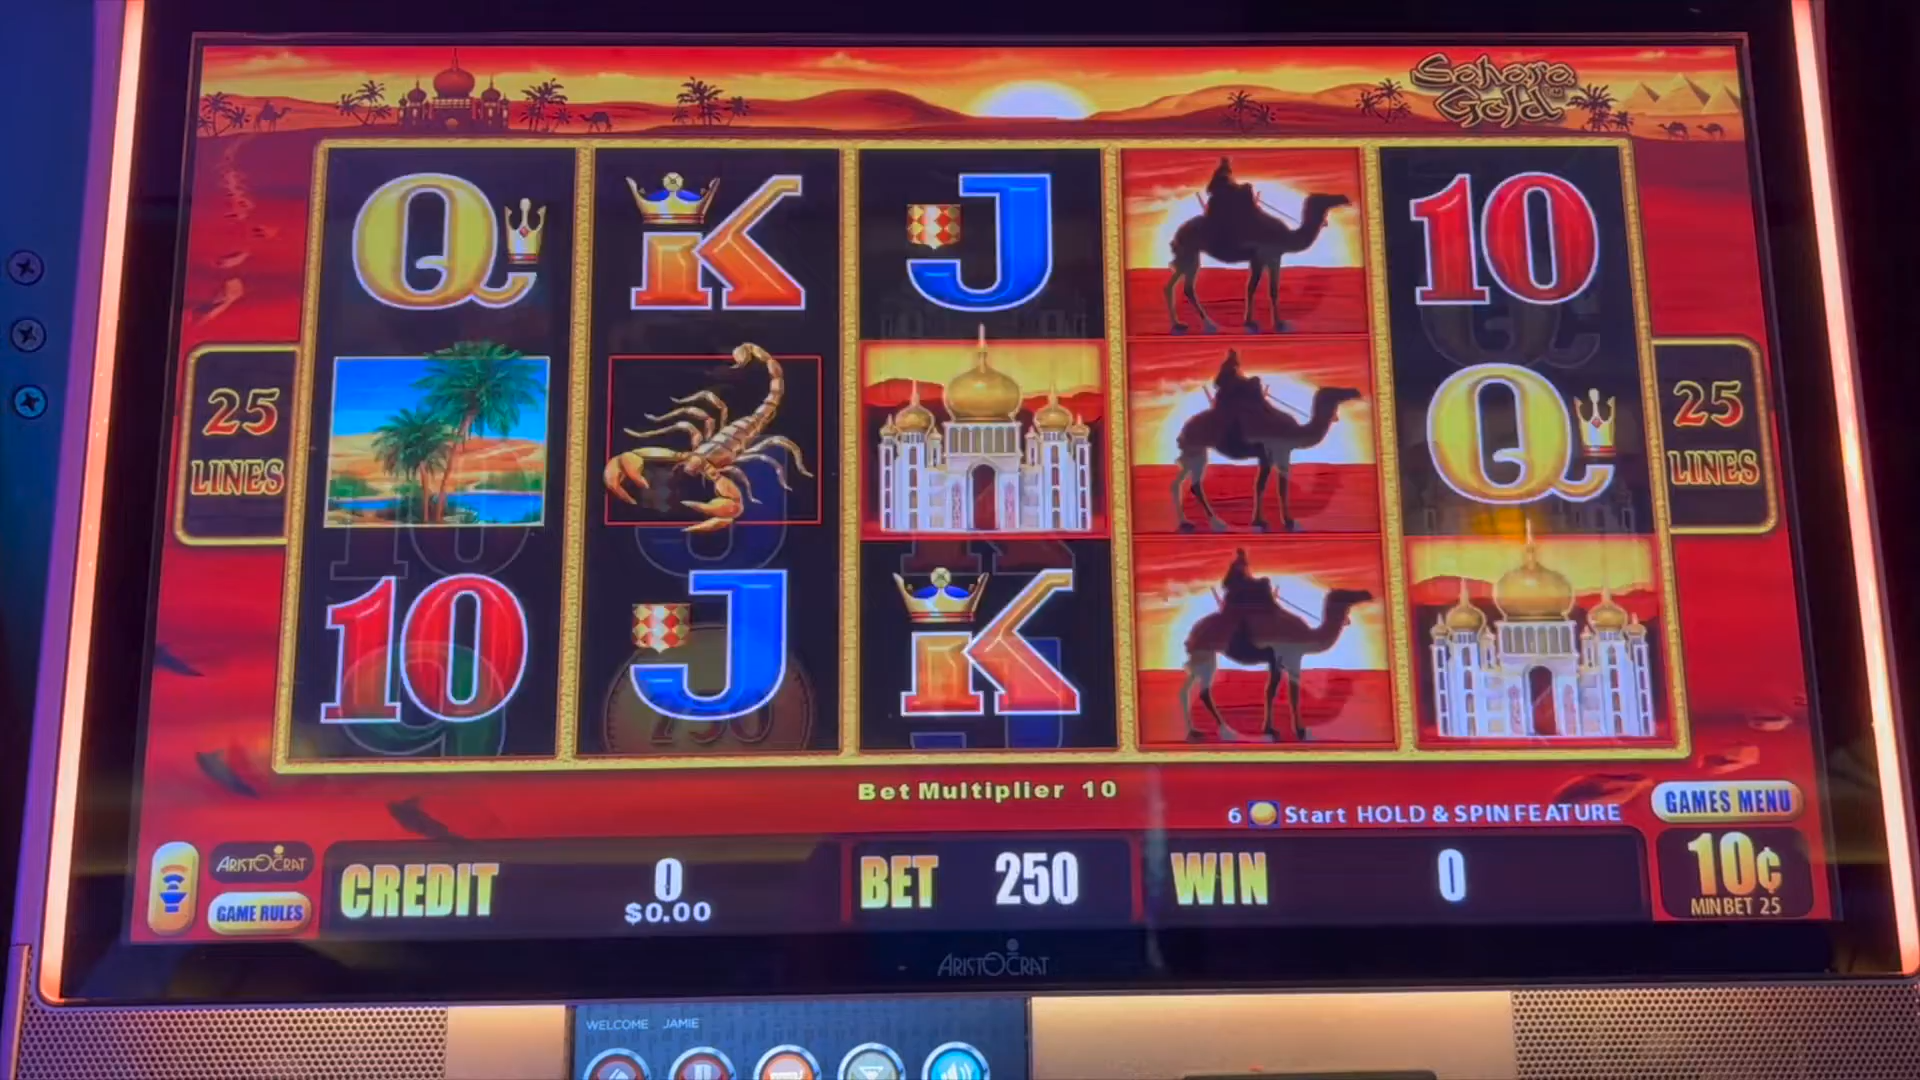 Sahara
Gold
Q K J 10
25
LINES
Q
25
LINES
10 J K
Bet Multiplier 10
6 Start HOLD & SPIN FEATURE
GAMES MENU
ARISTOCRAT
GAME RULES
CREDIT 0
$0.00
BET 250
WIN 0
10¢
MIN BET 25
ARISTOCRAT
WELCOME JAMIE